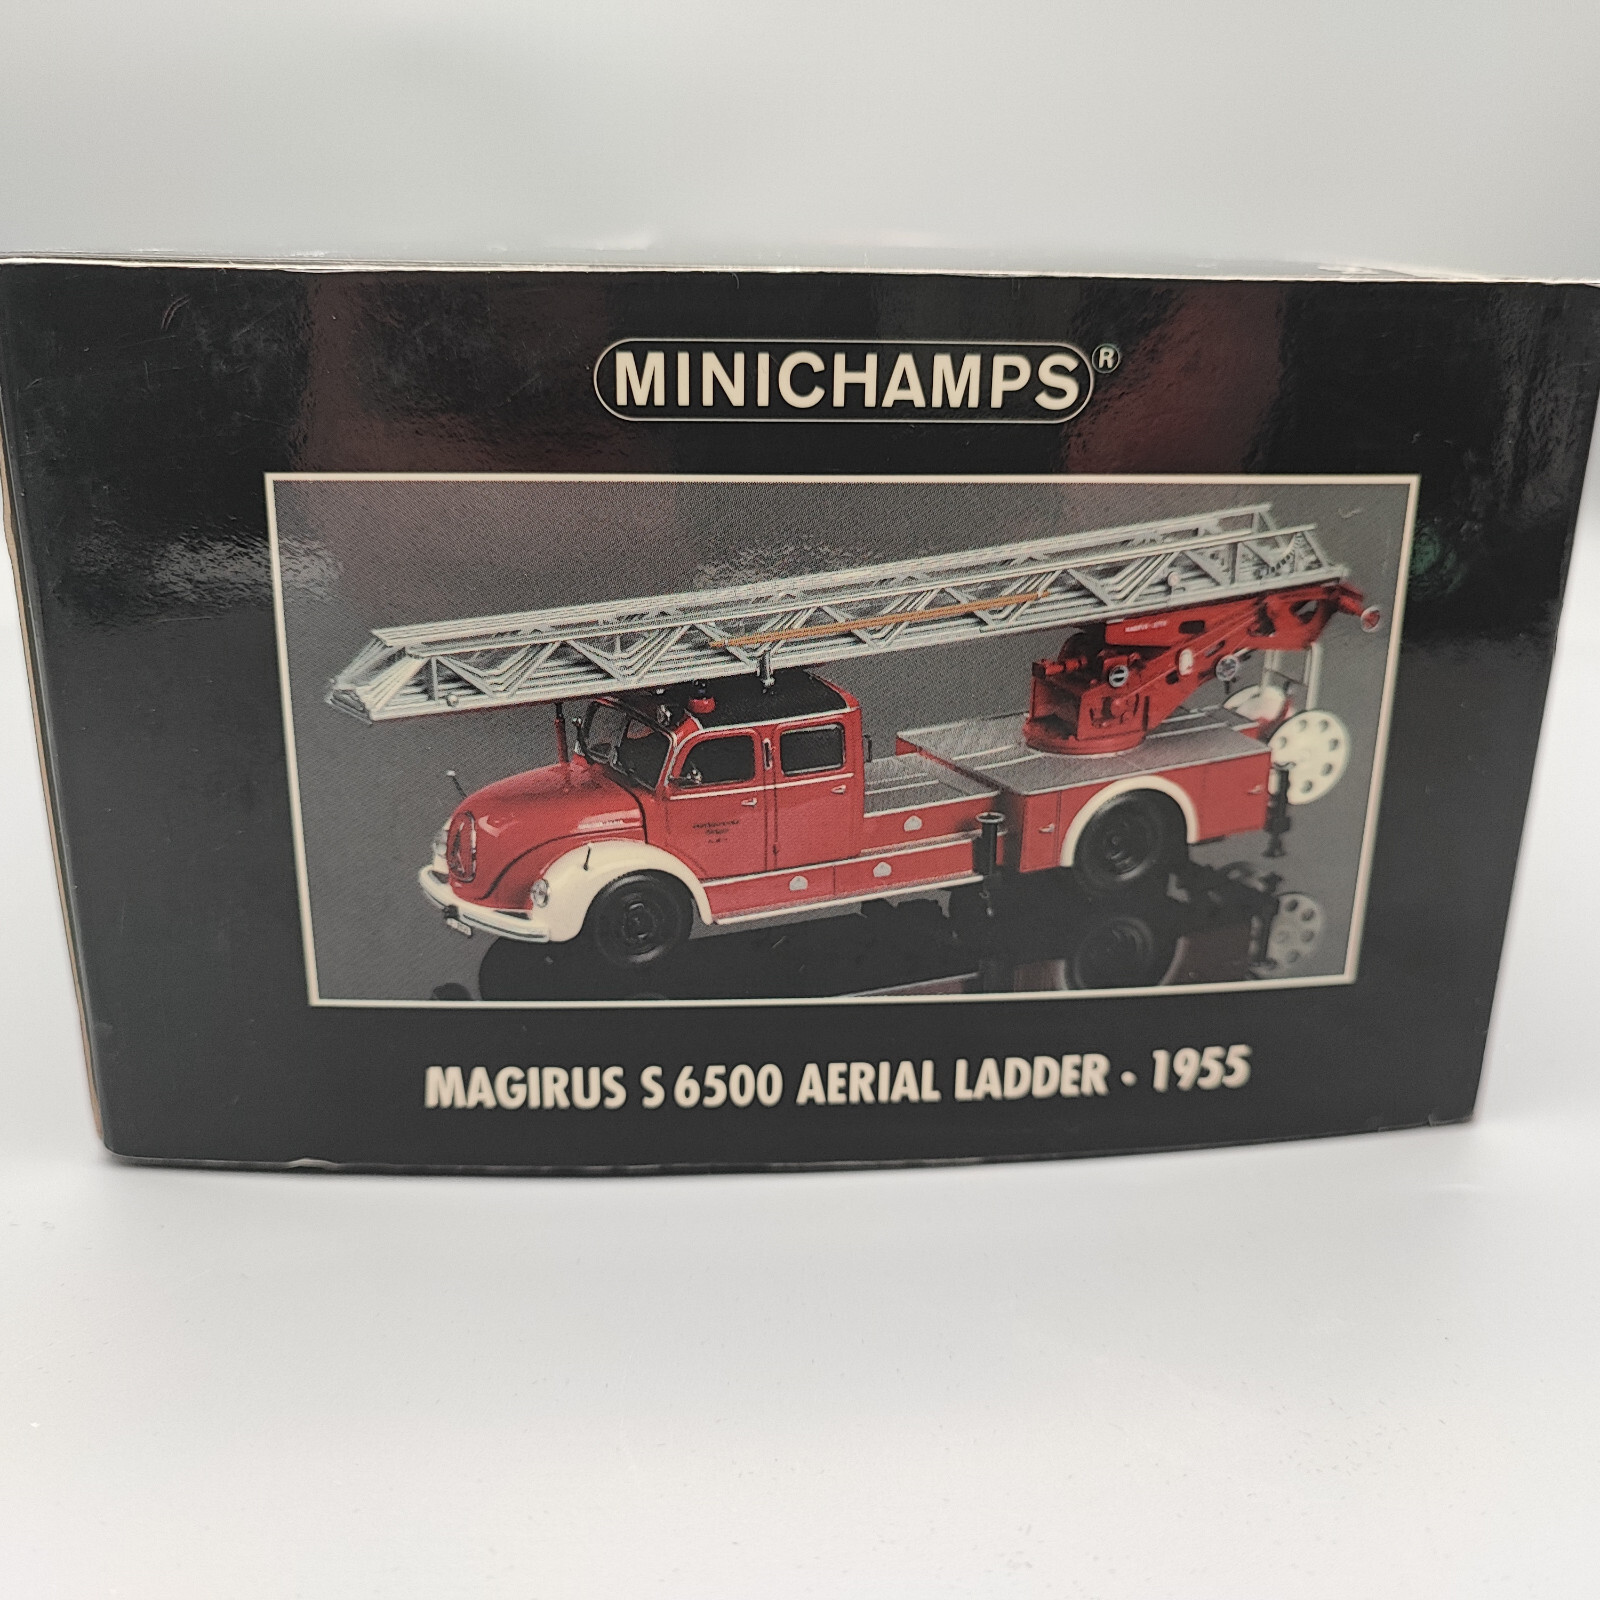 MINICHAMPS®
MAGIRUS S 6500 AERIAL LADDER · 1955